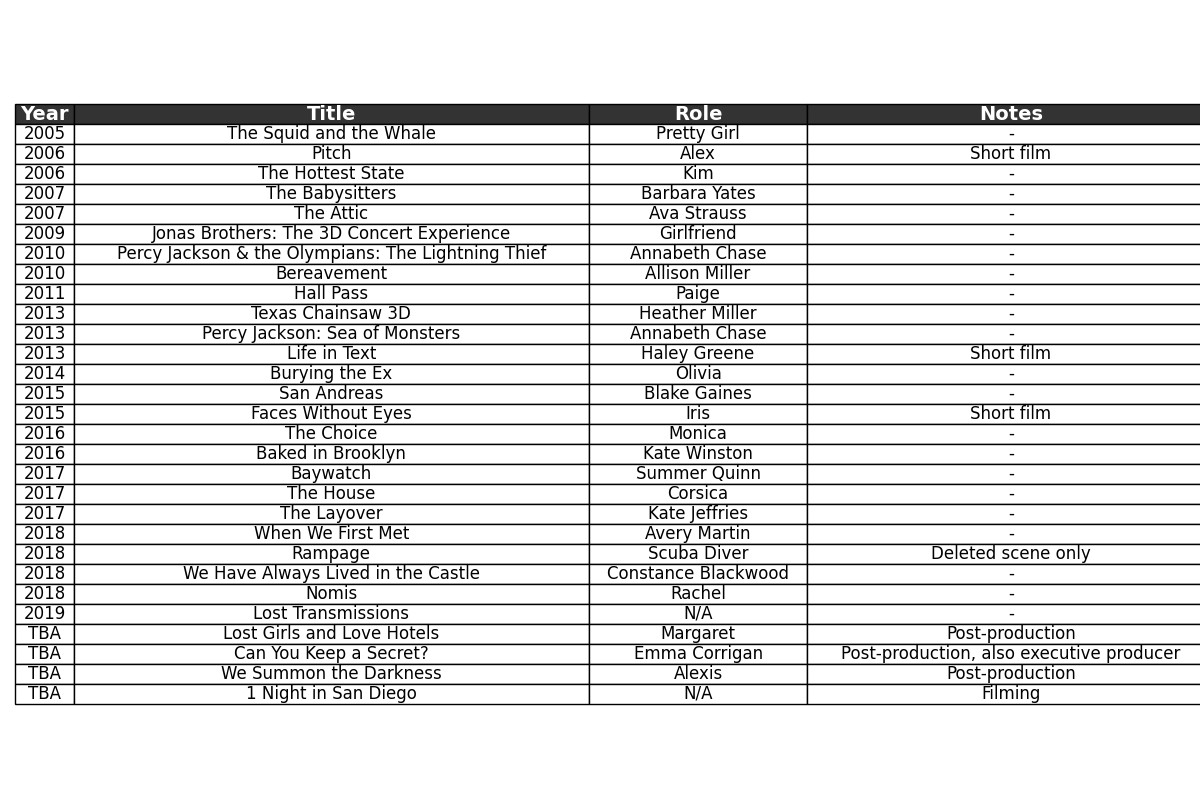 Year Title Role Notes
2005 The Squid and the Whale Pretty Girl -
2006 Pitch Alex Short film
2006 The Hottest State Kim -
2007 The Babysitters Barbara Yates -
2007 The Attic Ava Strauss -
2009 Jonas Brothers: The 3D Concert Experience Girlfriend -
2010 Percy Jackson & the Olympians: The Lightning Thief Annabeth Chase -
2010 Bereavement Allison Miller -
2011 Hall Pass Paige -
2013 Texas Chainsaw 3D Heather Miller -
2013 Percy Jackson: Sea of Monsters Annabeth Chase -
2013 Life in Text Haley Greene Short film
2014 Burying the Ex Olivia -
2015 San Andreas Blake Gaines -
2015 Faces Without Eyes Iris Short film
2016 The Choice Monica -
2016 Baked in Brooklyn Kate Winston -
2017 Baywatch Summer Quinn -
2017 The House Corsica -
2017 The Layover Kate Jeffries -
2018 When We First Met Avery Martin -
2018 Rampage Scuba Diver Deleted scene only
2018 We Have Always Lived in the Castle Constance Blackwood -
2018 Nomis Rachel -
2019 Lost Transmissions N/A -
TBA Lost Girls and Love Hotels Margaret Post-production
TBA Can You Keep a Secret? Emma Corrigan Post-production, also executive producer
TBA We Summon the Darkness Alexis Post-production
TBA 1 Night in San Diego N/A Filming